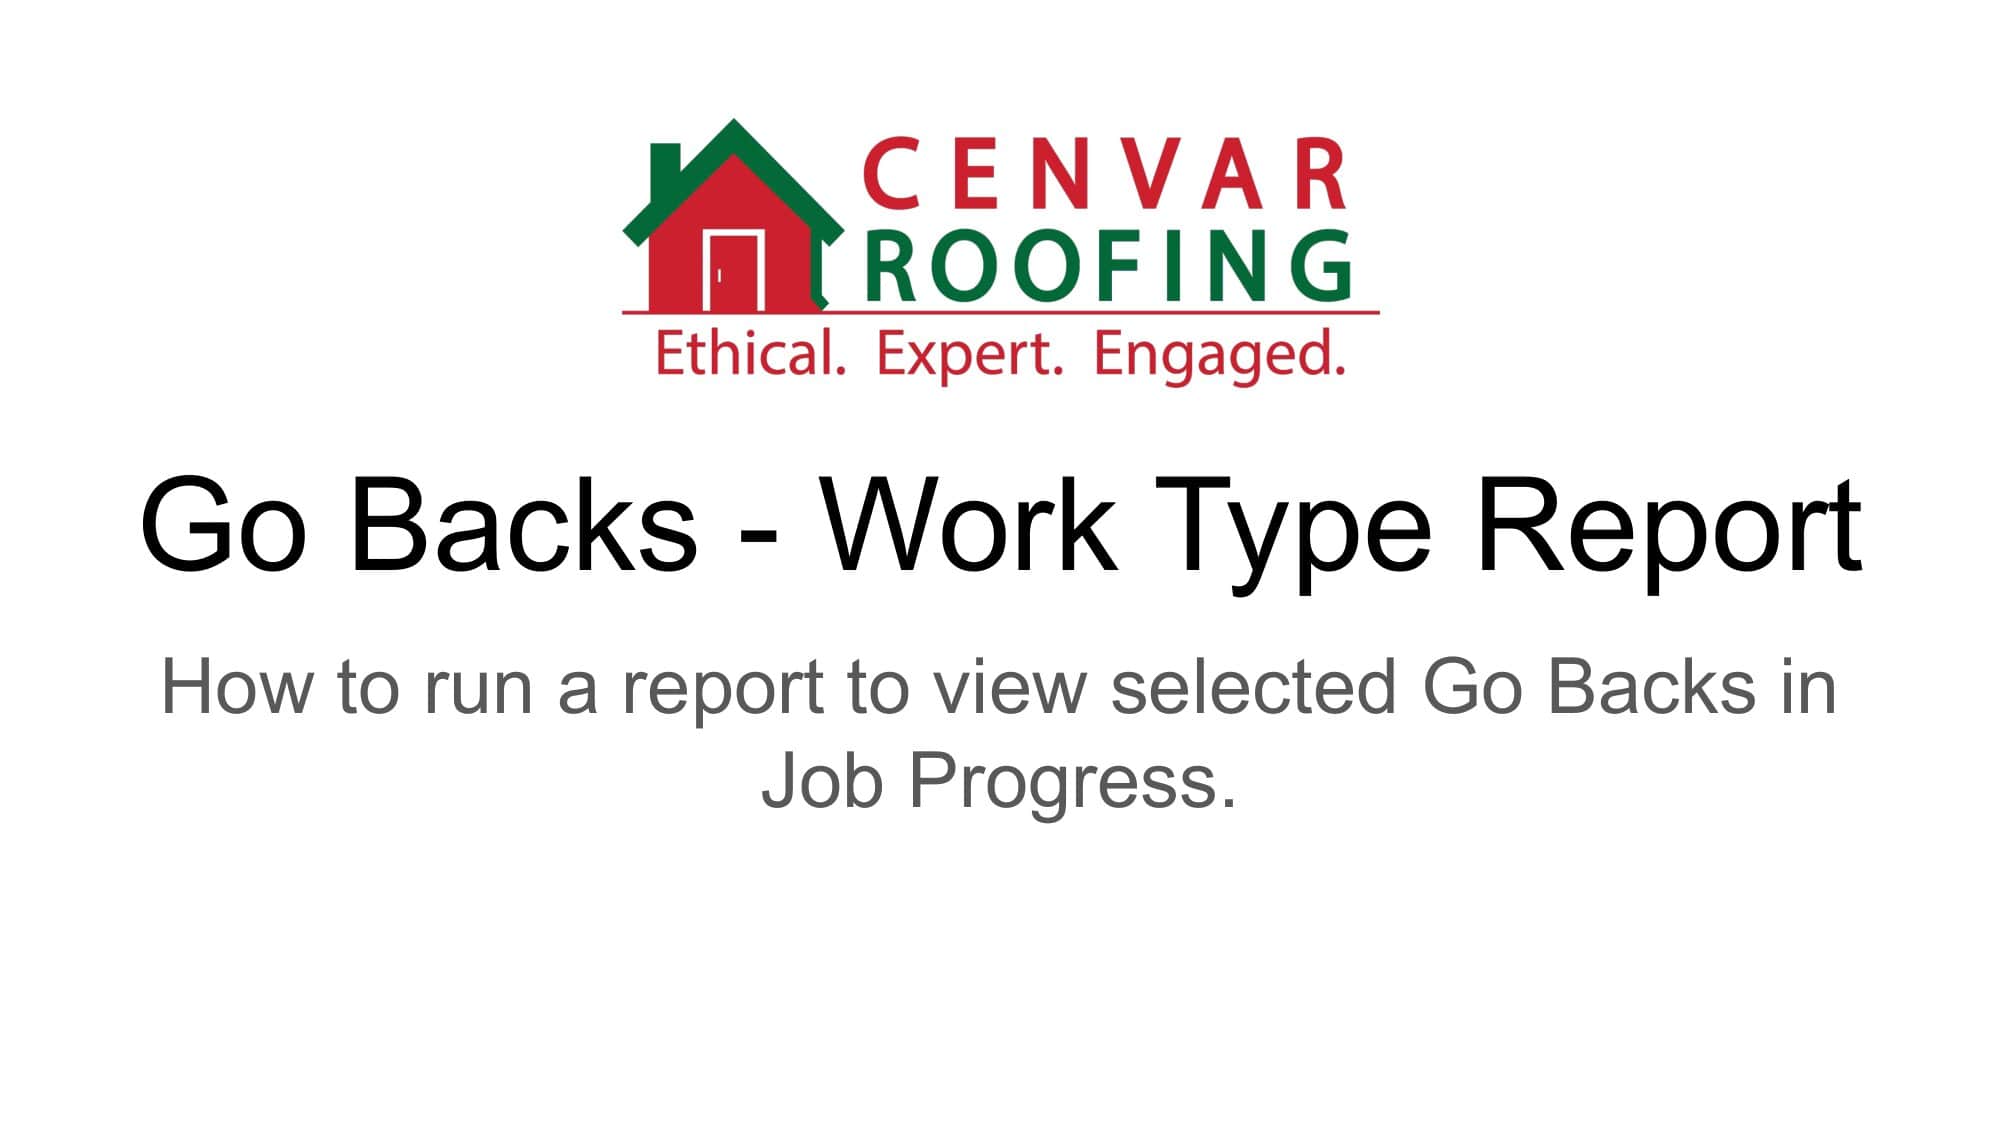 CENVAR
ROOFING
Ethical. Expert. Engaged.
Go Backs - Work Type Report
How to run a report to view selected Go Backs in
Job Progress.